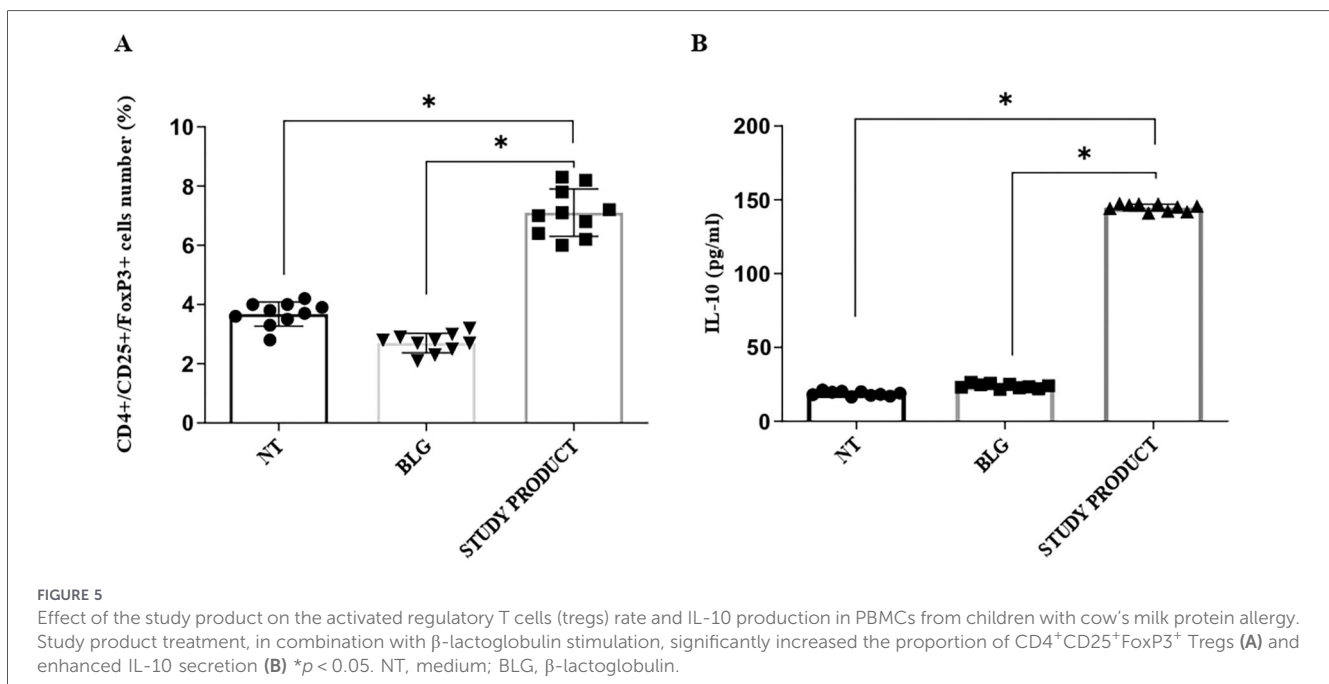 A
CD4+/CD25+/FoxP3+ cells number (%)
10
8
6
4
2
0
*
*
NT
BLG
STUDY PRODUCT
B
IL-10 (pg/ml)
200
150
100
50
0
*
*
NT
BLG
STUDY PRODUCT
FIGURE 5
Effect of the study product on the activated regulatory T cells (tregs) rate and IL-10 production in PBMCs from children with cow's milk protein allergy.
Study product treatment, in combination with β-lactoglobulin stimulation, significantly increased the proportion of CD4⁺CD25⁺FoxP3⁺ Tregs (A) and
enhanced IL-10 secretion (B) *p < 0.05. NT, medium; BLG, β-lactoglobulin.